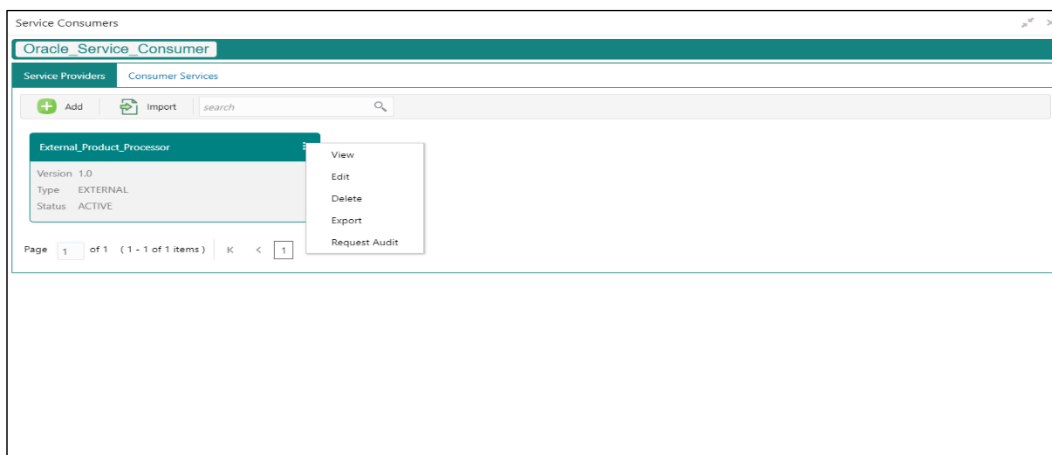 Service Consumers
Oracle_Service_Consumer
Service Providers Consumer Services
Add Import search
External_Product_Processor
Version 1.0
Type EXTERNAL
Status ACTIVE
View
Edit
Delete
Export
Request Audit
Page 1 of 1 ( 1 - 1 of 1 items ) K < 1